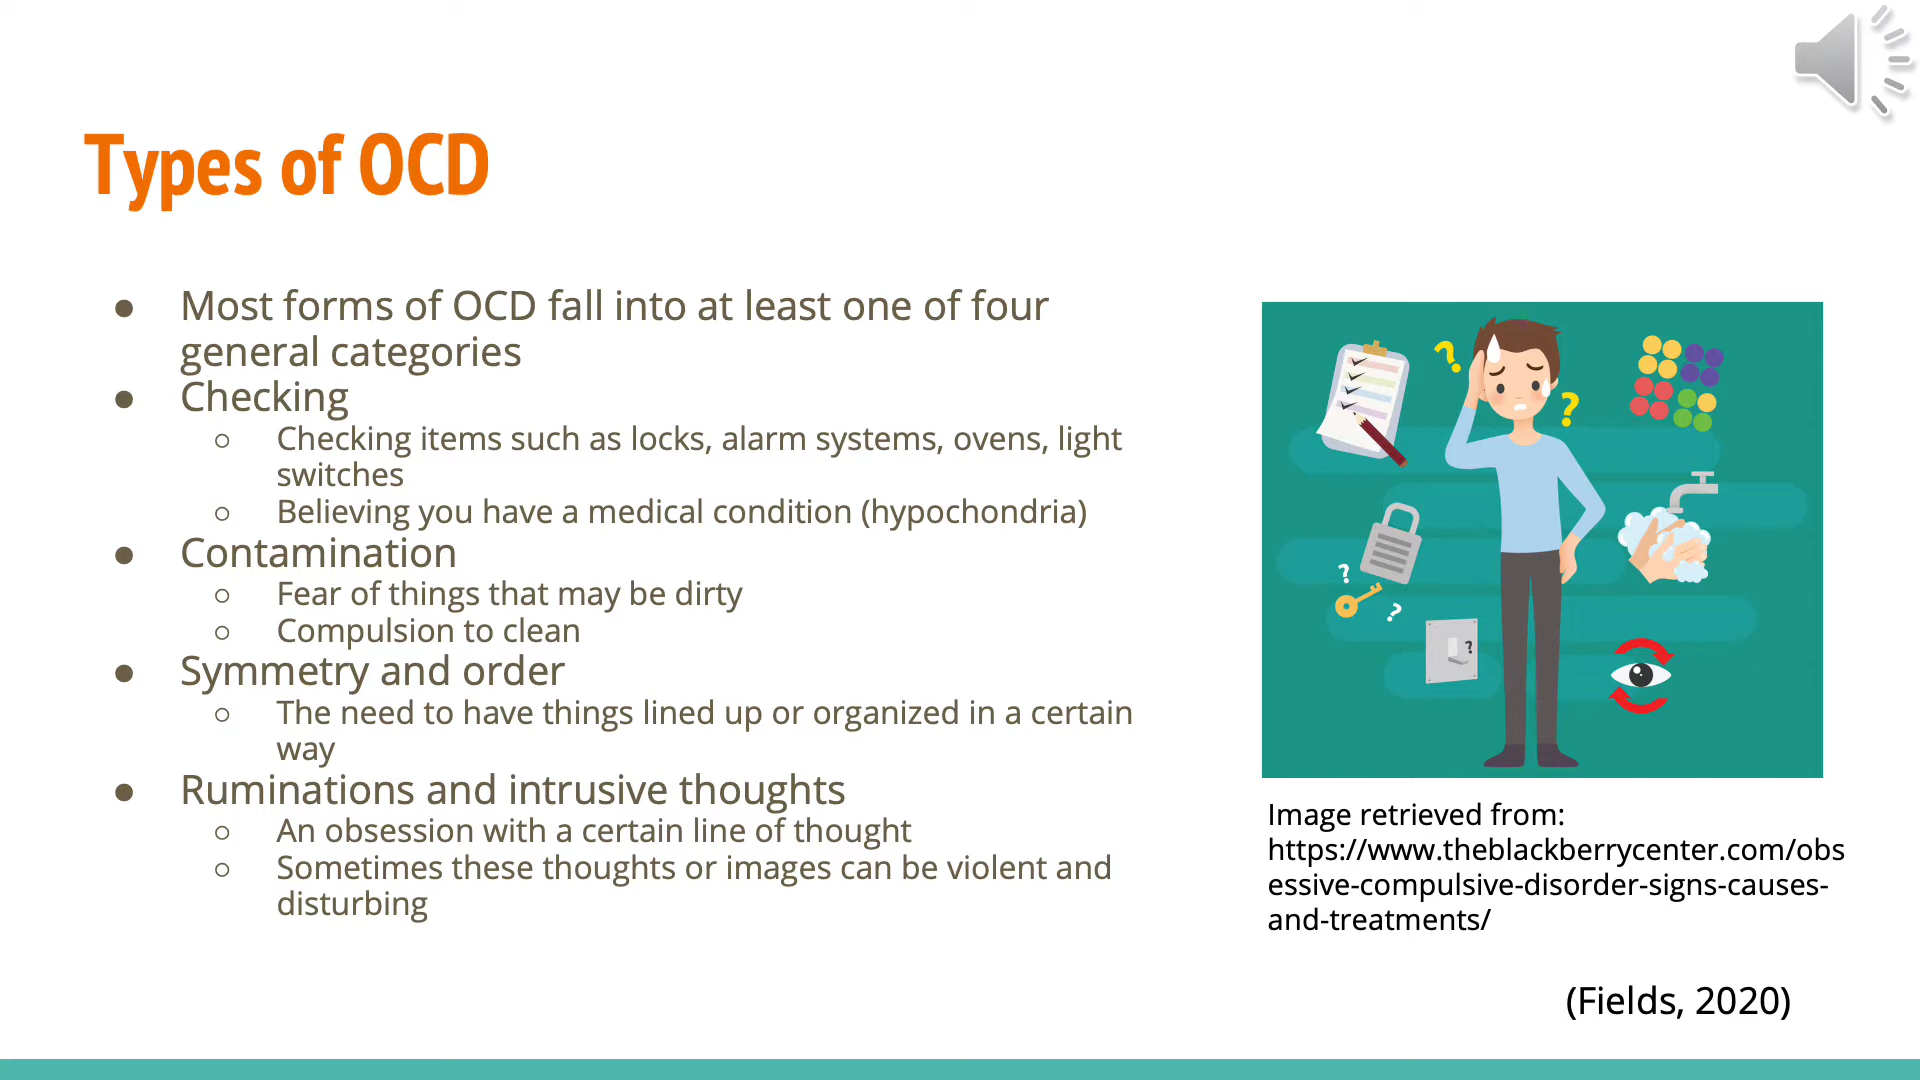 Types of OCD
● Most forms of OCD fall into at least one of four
general categories
● Checking
○ Checking items such as locks, alarm systems, ovens, light
switches
○ Believing you have a medical condition (hypochondria)
● Contamination
○ Fear of things that may be dirty
○ Compulsion to clean
● Symmetry and order
○ The need to have things lined up or organized in a certain
way
● Ruminations and intrusive thoughts
○ An obsession with a certain line of thought
○ Sometimes these thoughts or images can be violent and
disturbing
?
?
?
?
?
Image retrieved from:
https://www.theblackberrycenter.com/obs
essive-compulsive-disorder-signs-causes-
and-treatments/
(Fields, 2020)